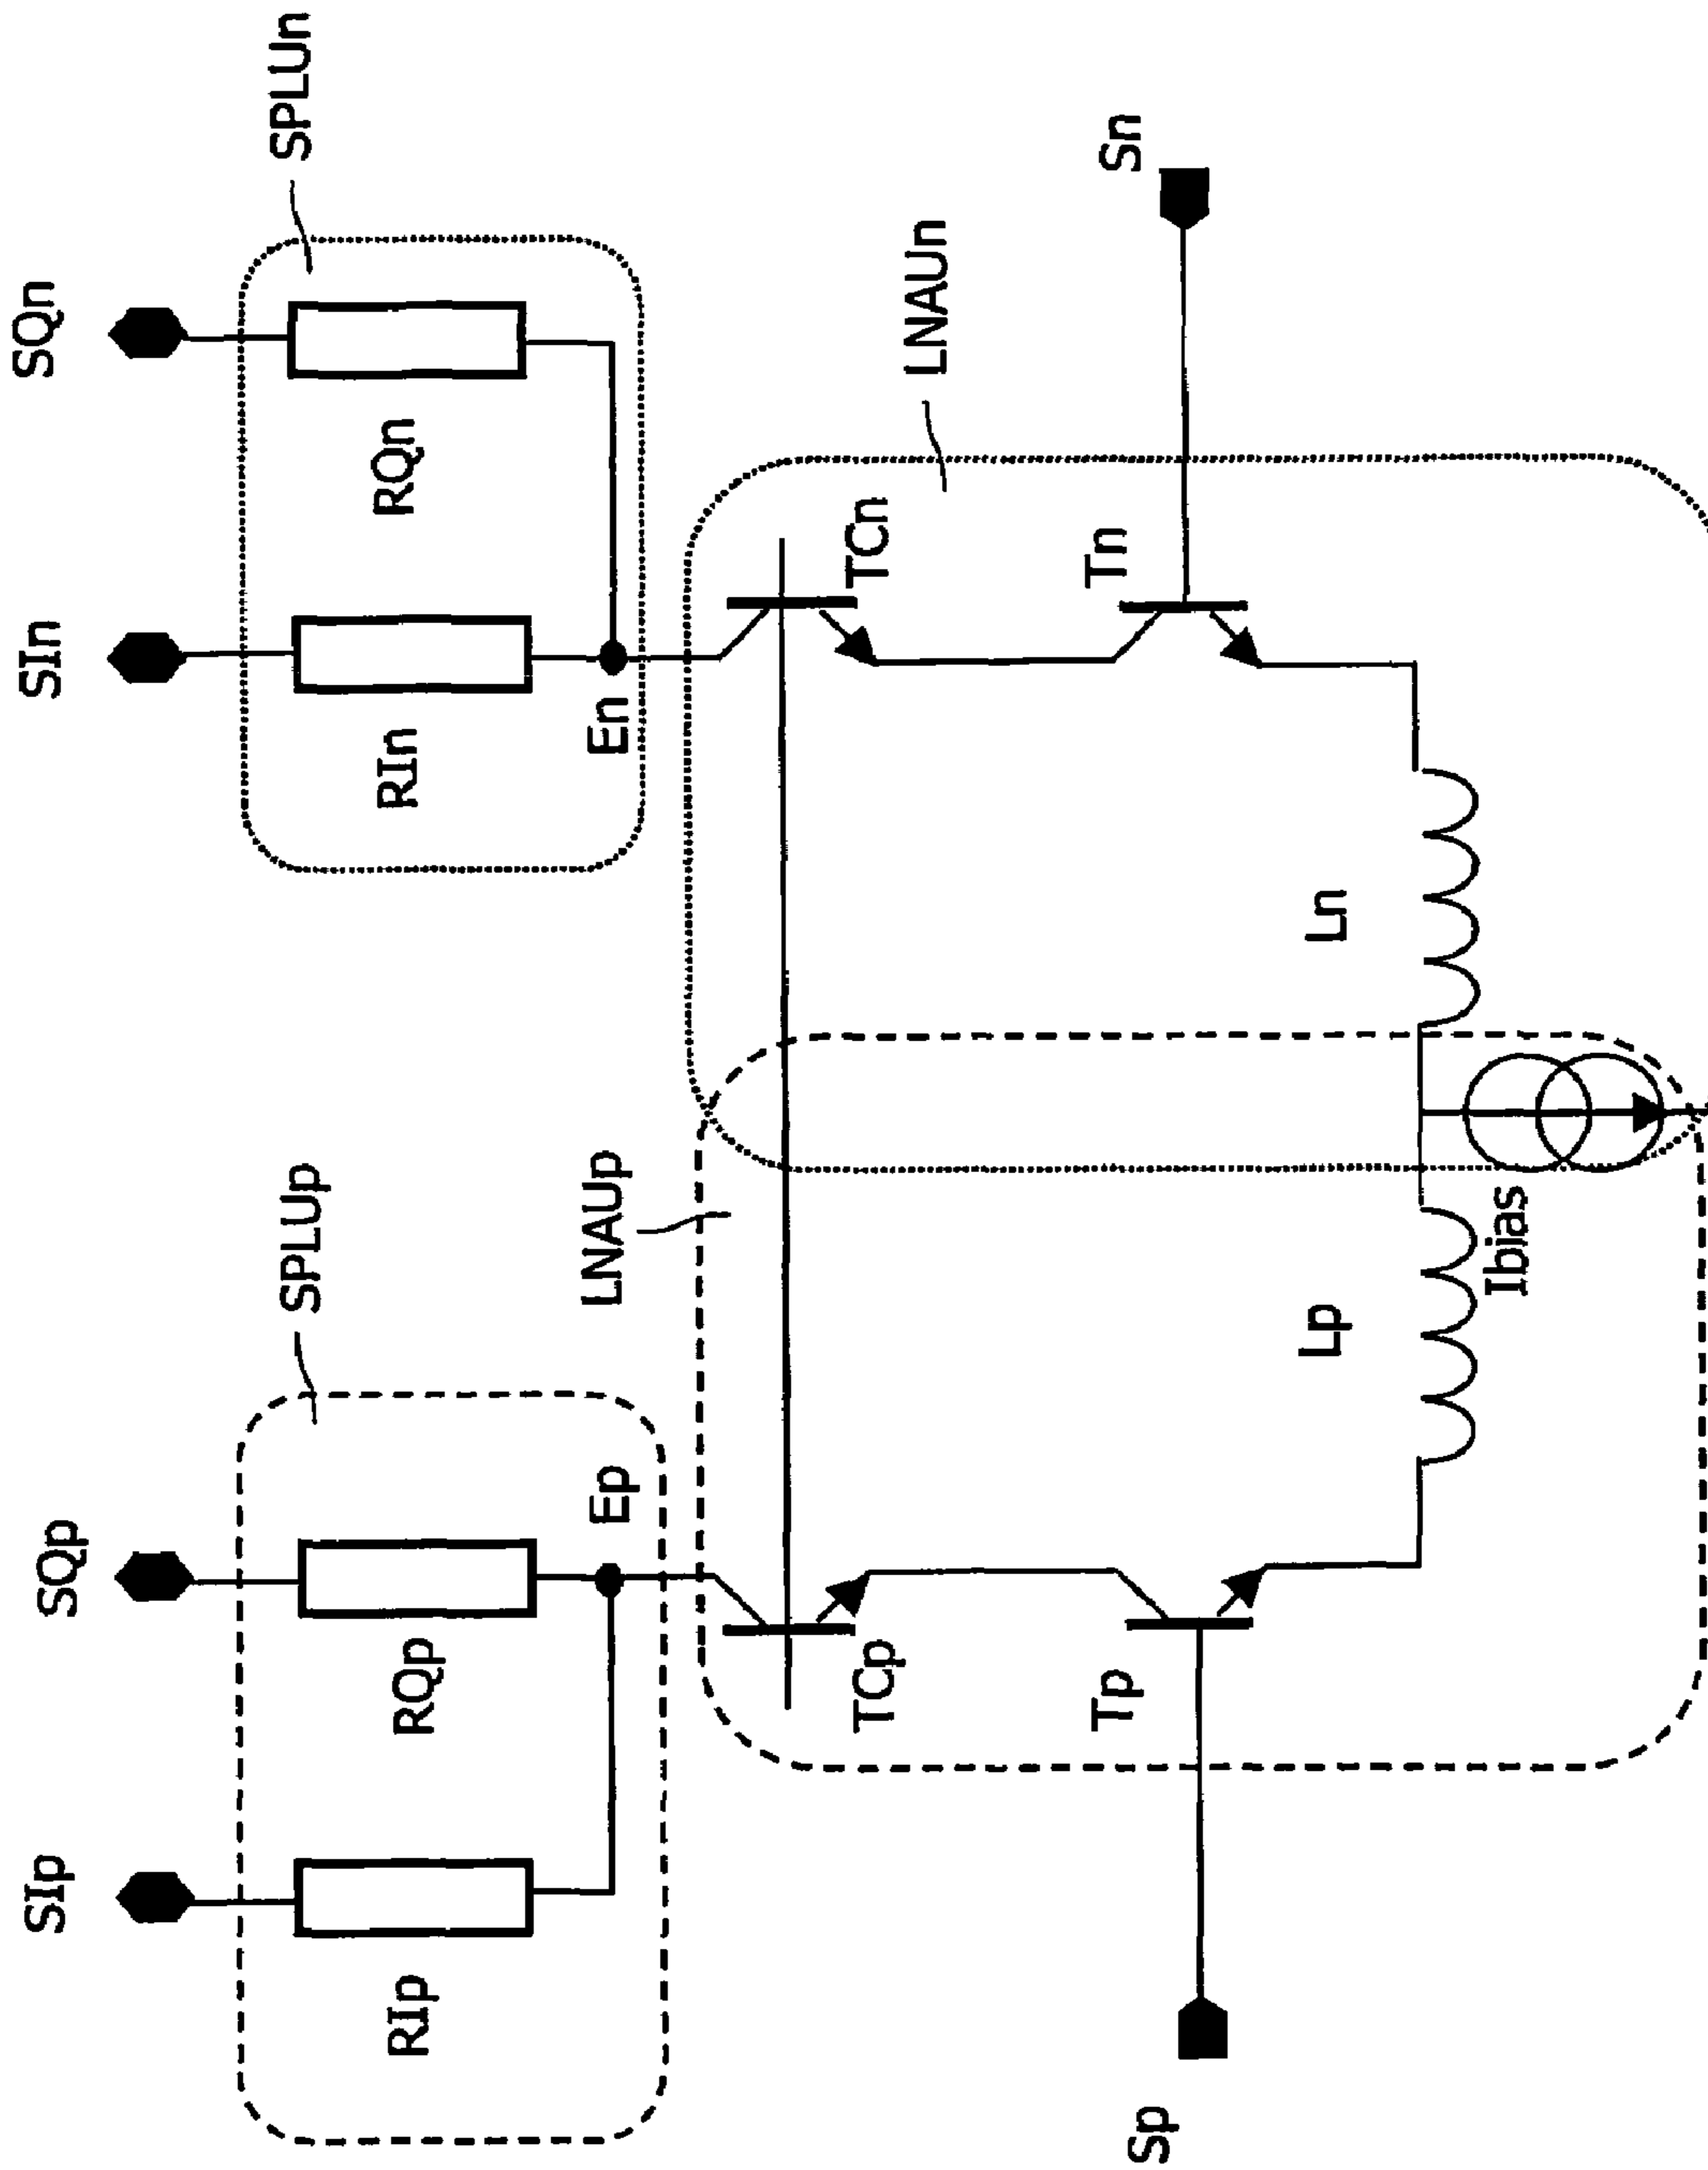 SIp
SQp
SIn
SQn
SPLUp
SPLUn
RIp
RQp
RIn
RQn
Ep
En
LNAUp
LNAUn
TCp
TCn
Sp
Tp
Tn
Sn
Lp
Ln
Ibias